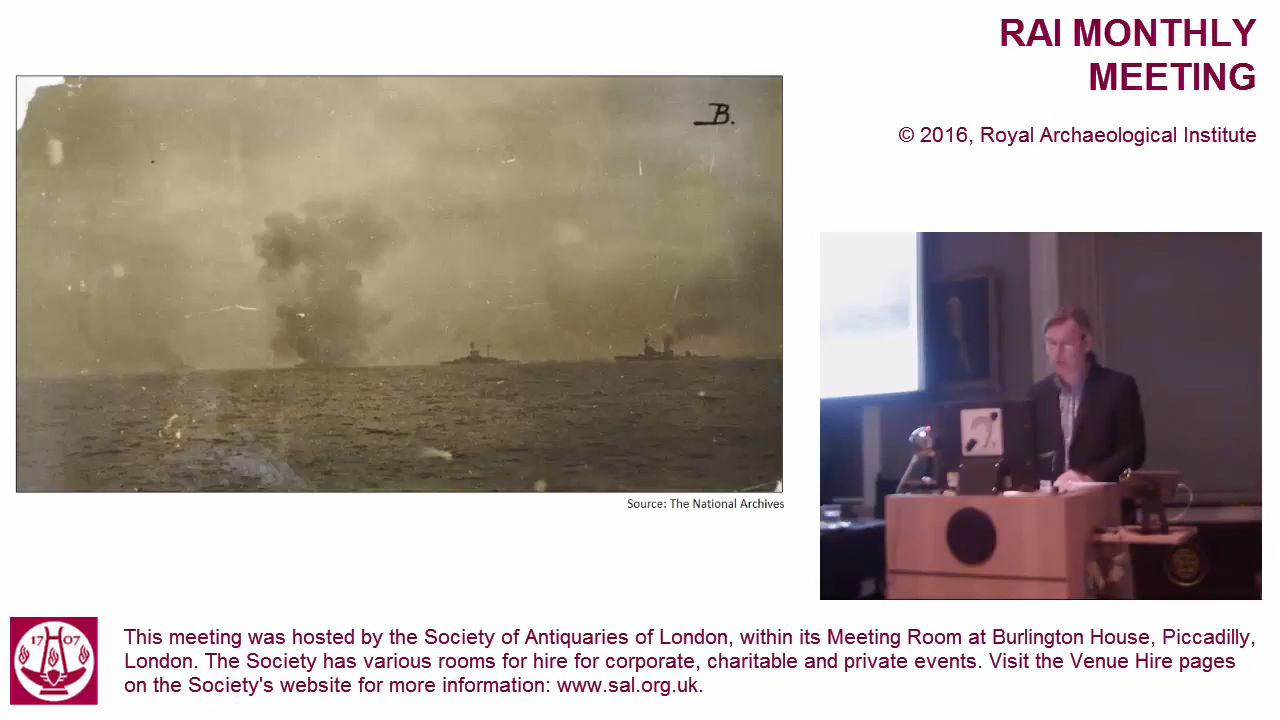 RAI MONTHLY
MEETING
© 2016, Royal Archaeological Institute
B.
Source: The National Archives
17 07
This meeting was hosted by the Society of Antiquaries of London, within its Meeting Room at Burlington House, Piccadilly,
London. The Society has various rooms for hire for corporate, charitable and private events. Visit the Venue Hire pages
on the Society's website for more information: www.sal.org.uk.